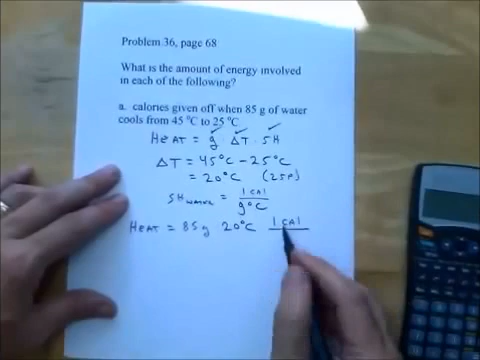 Problem 36, page 68
What is the amount of energy involved
in each of the following?
a. calories given off when 85 g of water
cools from 45 °C to 25 °C
HEAT = g · ΔT · SH
ΔT = 45°C - 25°C
= 20°C (2SF)
SH WATER = 1 CAL
g °C
HEAT = 85g 20°C 1 CAL